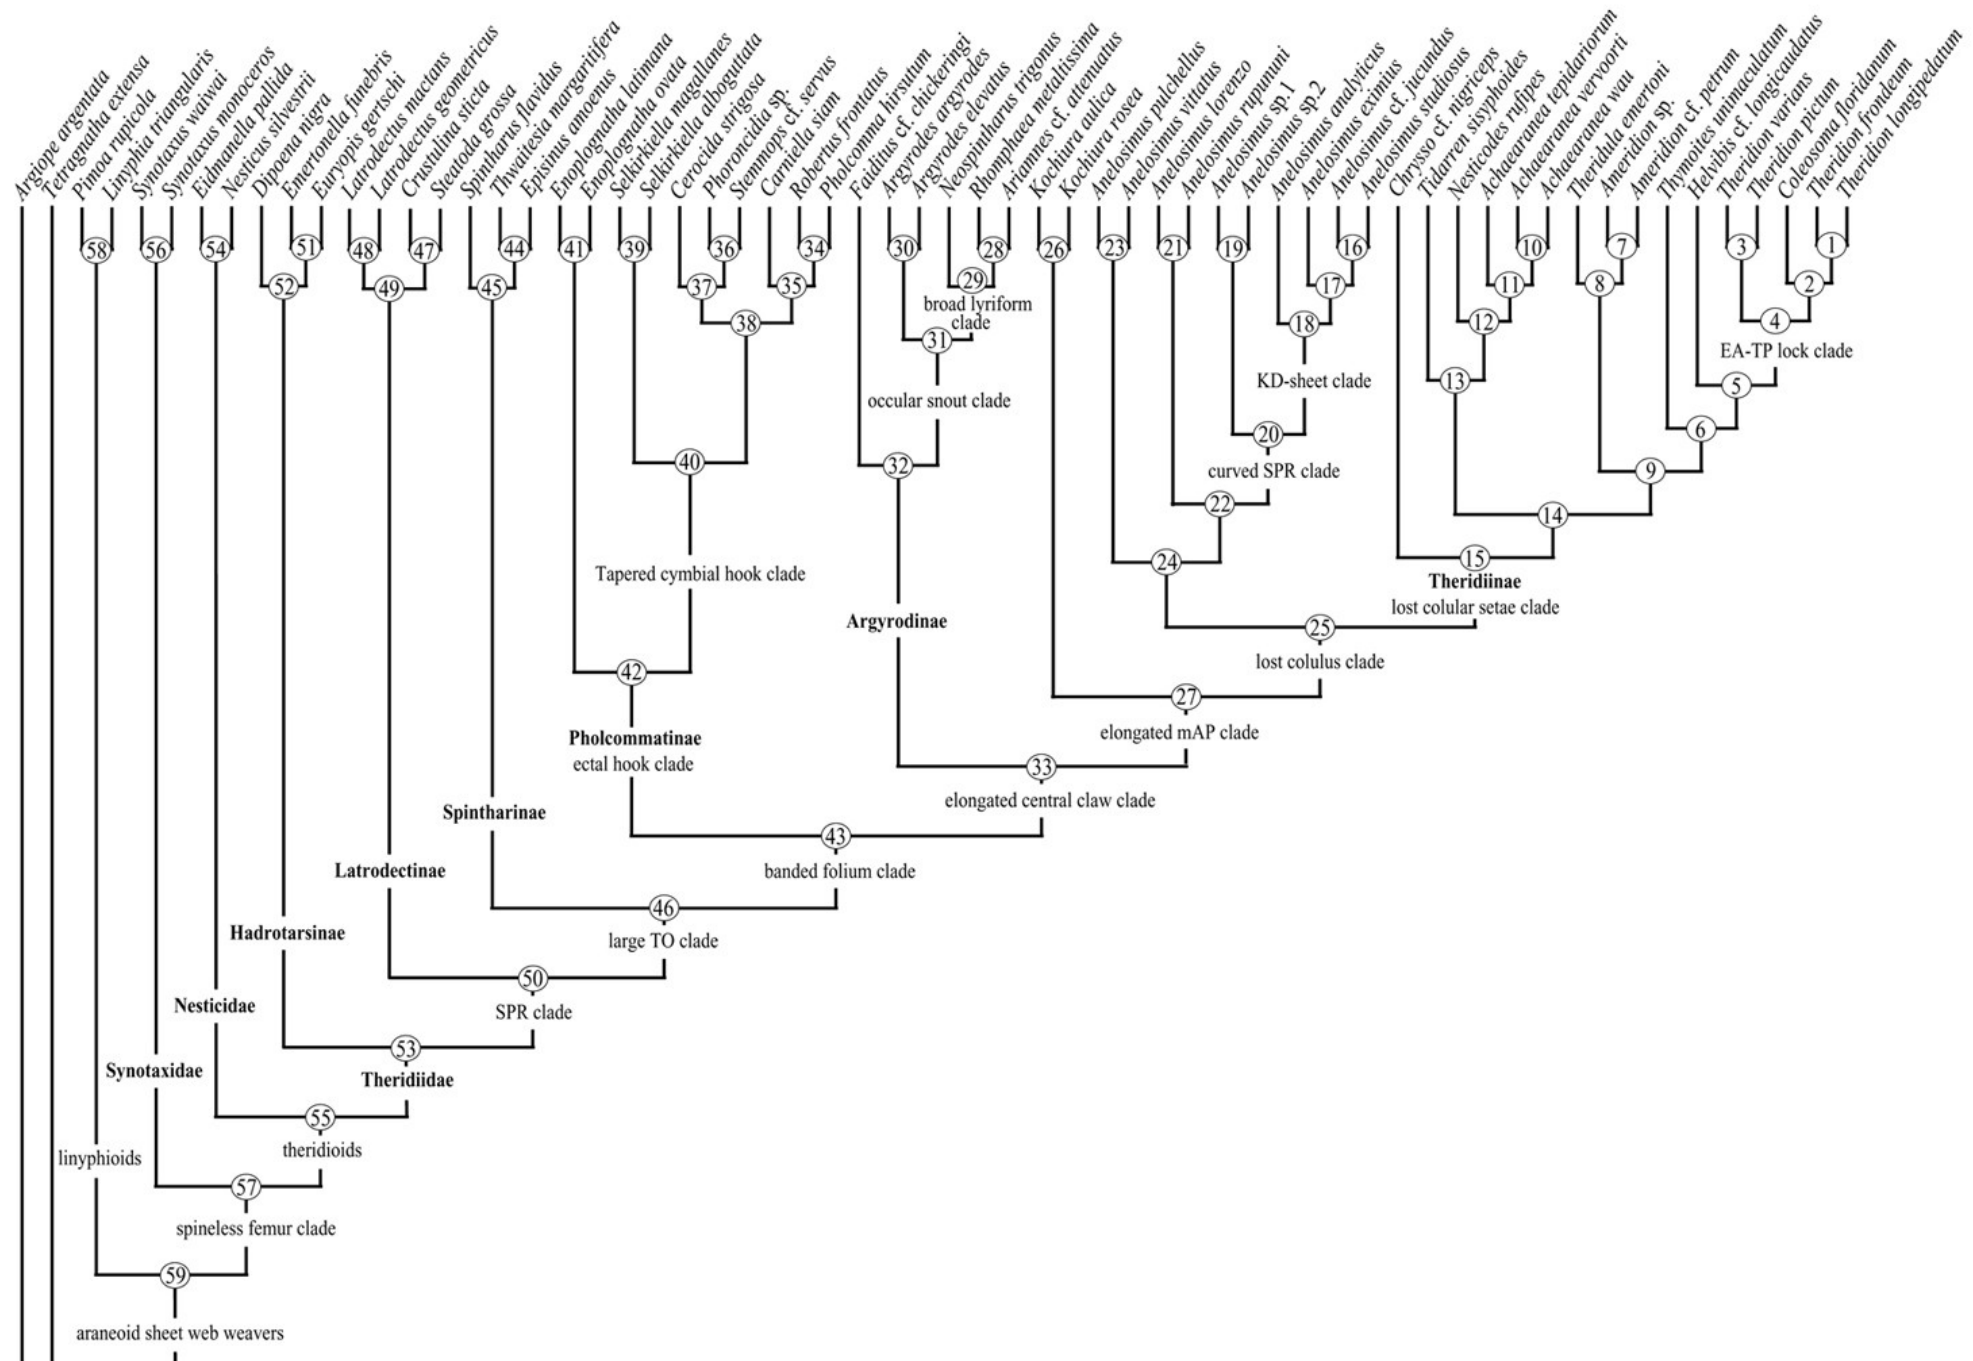 Argiope argentata
Tetragnatha extensa
Pimoa rupicola
Linyphia triangularis
Synotaxus waiwai
Synotaxus monoceros
Eidmanella pallida
Nesticus silvestrii
Dipoena nigra
Emertonella funebris
Euryopis gertschi
Latrodectus mactans
Latrodectus geometricus
Crustulina sticta
Steatoda grossa
Spintharus flavidus
Thwaitesia margaritifera
Episinus amoenus
Enoplognatha latimana
Enoplognatha ovata
Selkirkiella magallanes
Selkirkiella alboguttata
Cerocida strigosa
Phoroncidia sp.
Stemmops cf. servus
Carniella siam
Robertus frontatus
Pholcomma hirsutum
Faiditus cf. chickeringi
Argyrodes argyrodes
Argyrodes elevatus
Neospintharus trigonus
Rhomphaea metaltissima
Ariamnes cf. attenuatus
Kochiura aulica
Kochiura rosea
Anelosimus pulchellus
Anelosimus vittatus
Anelosimus lorenzo
Anelosimus rupununi
Anelosimus sp.1
Anelosimus sp.2
Anelosimus analyticus
Anelosimus eximius
Anelosimus cf. jucundus
Anelosimus studiosus
Chrysso cf. nigriceps
Tidarren sisyphoides
Nesticodes rufipes
Achaearanea tepidariorum
Achaearanea vervoorti
Achaearanea wau
Theridula emertoni
Ameridion sp.
Ameridion cf. petrum
Thymoites unimaculatum
Helvibis cf. longicaudatus
Theridion varians
Theridion pictum
Coleosoma floridanum
Theridion frondeum
Theridion longipedatum
58 56 54 51 48 47 44 41 39 36 34 30 28 26 23 21 19 16 10 7 3 1
52 49 45 37 35 29 17 11 8 2
broad lyriform
clade
38 31 18 12 4
EA-TP lock clade
KD-sheet clade
13 5
occular snout clade
20 6
40 32 curved SPR clade 9
22 14
24 15
Tapered cymbial hook clade
Theridiinae
lost colular setae clade
Argyrodinae
25
lost colulus clade
42 27
Pholcommatinae
elongated mAP clade
ectal hook clade
33
elongated central claw clade
Spintharinae
43
Latrodectinae
banded folium clade
46
Hadrotarsinae
large TO clade
50
Nesticidae
SPR clade
53
Synotaxidae
Theridiidae
55
linyphioids
theridioids
57
spineless femur clade
59
araneoid sheet web weavers